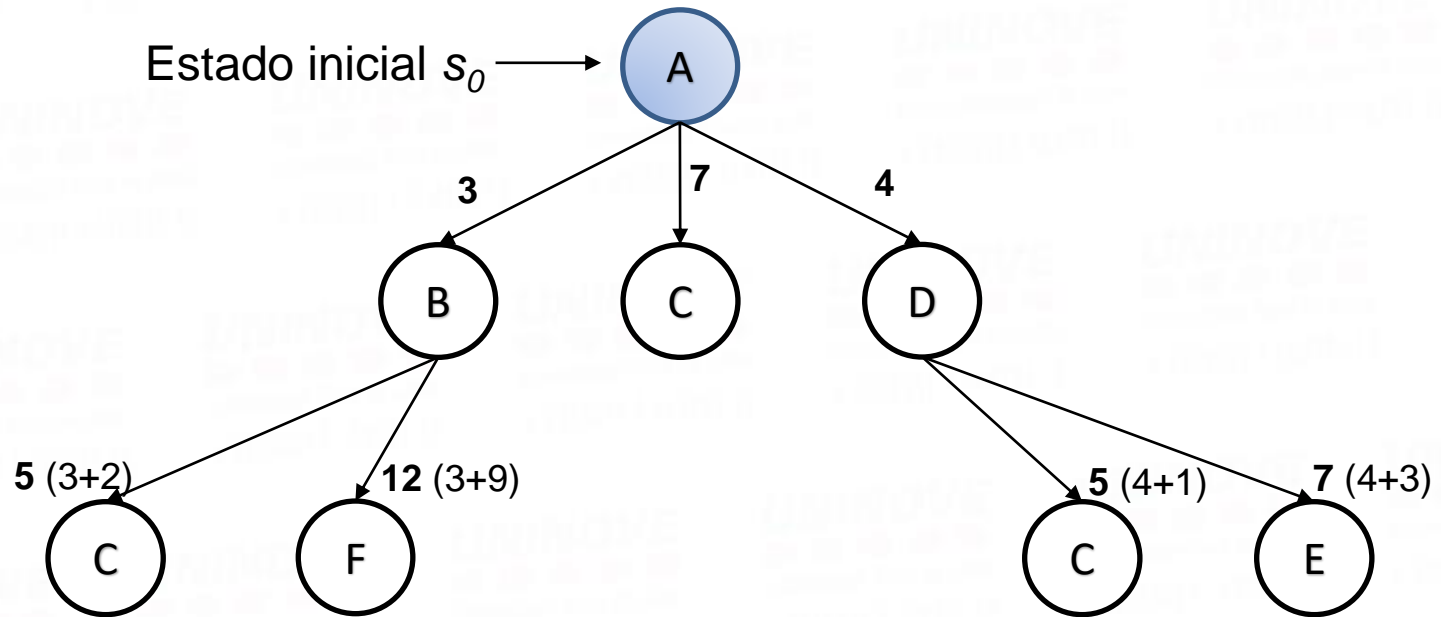 Estado inicial s0
A
3
7
4
B
C
D
5 (3+2)
12 (3+9)
5 (4+1)
7 (4+3)
C
F
C
E